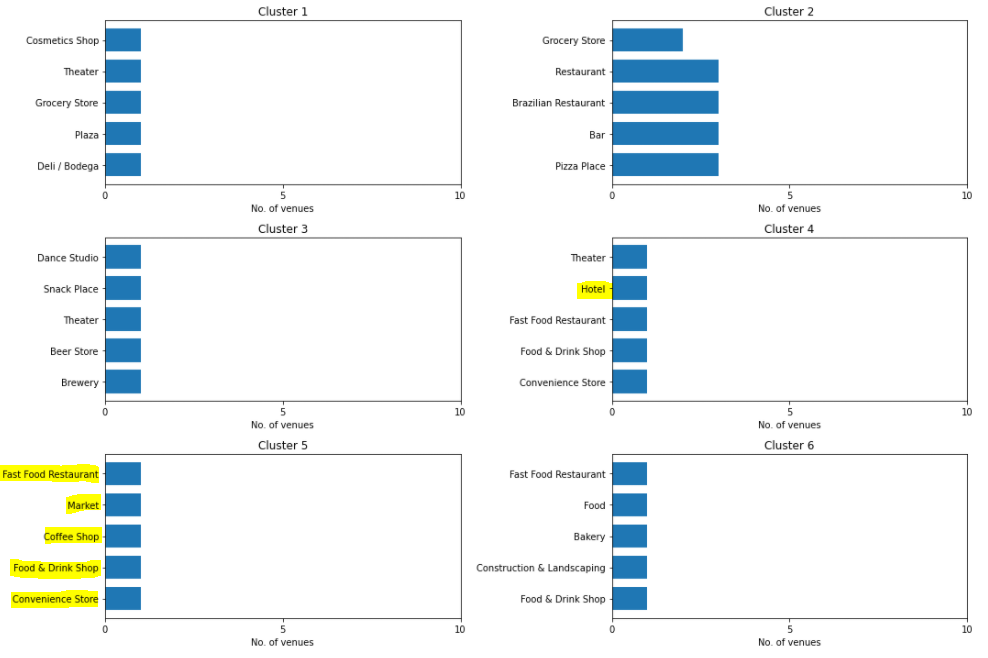 Cluster 1
Cosmetics Shop
Theater
Grocery Store
Plaza
Deli / Bodega
0 5 10
No. of venues
Cluster 2
Grocery Store
Restaurant
Brazilian Restaurant
Bar
Pizza Place
0 5 10
No. of venues
Cluster 3
Dance Studio
Snack Place
Theater
Beer Store
Brewery
0 5 10
No. of venues
Cluster 4
Theater
Hotel
Fast Food Restaurant
Food & Drink Shop
Convenience Store
0 5 10
No. of venues
Cluster 5
Fast Food Restaurant
Market
Coffee Shop
Food & Drink Shop
Convenience Store
0 5 10
No. of venues
Cluster 6
Fast Food Restaurant
Food
Bakery
Construction & Landscaping
Food & Drink Shop
0 5 10
No. of venues